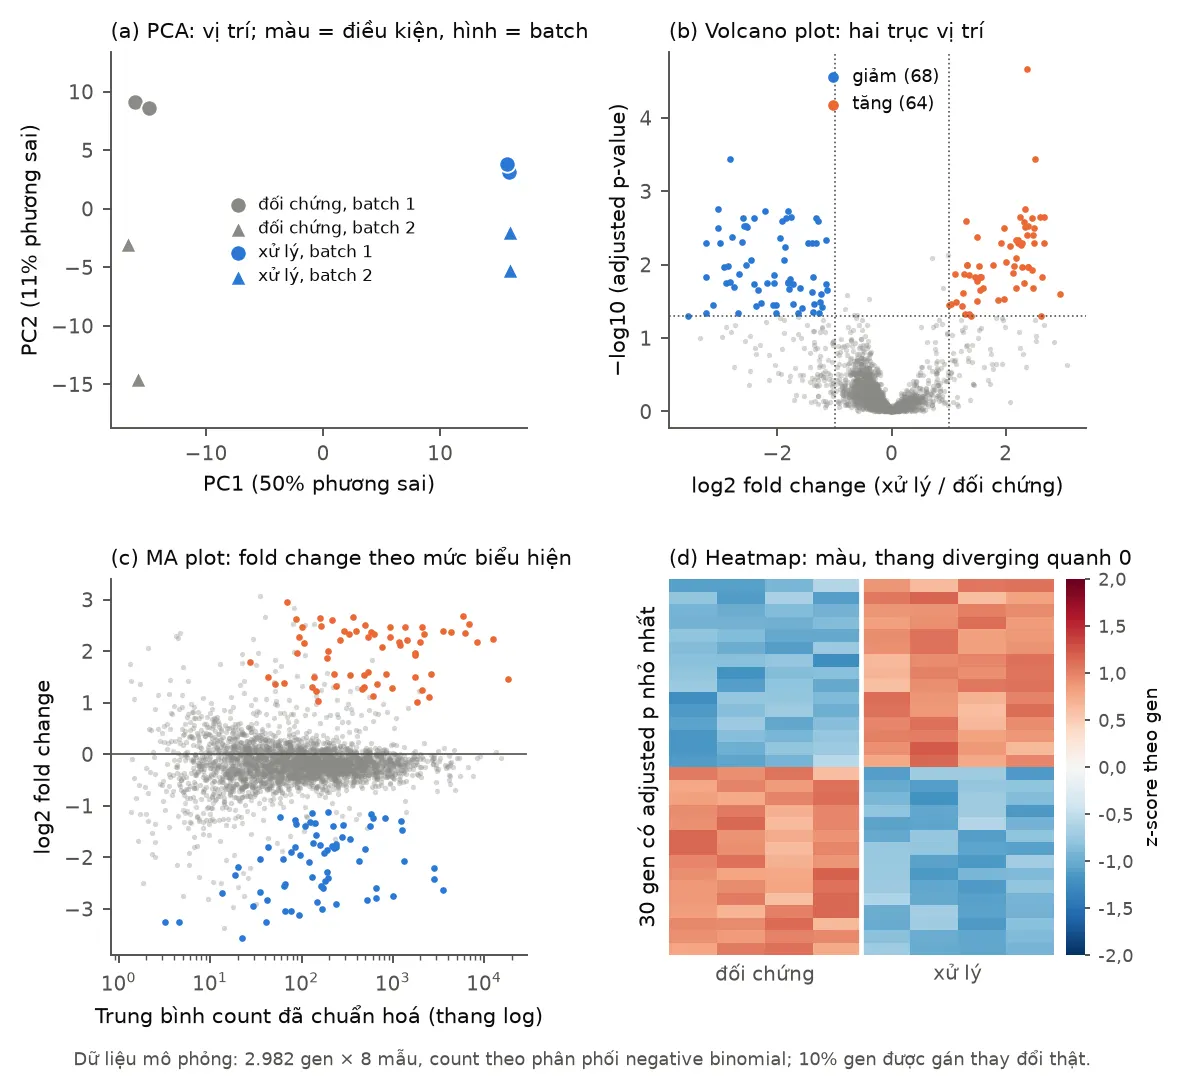 (a) PCA: vị trí; màu = điều kiện, hình = batch
10
5
0
−5
−10
−15
PC2 (11% phương sai)
đối chứng, batch 1
đối chứng, batch 2
xử lý, batch 1
xử lý, batch 2
−10
0
10
PC1 (50% phương sai)
(b) Volcano plot: hai trục vị trí
giảm (68)
tăng (64)
4
3
2
1
0
−log10 (adjusted p-value)
−2
0
2
log2 fold change (xử lý / đối chứng)
(c) MA plot: fold change theo mức biểu hiện
3
2
1
0
−1
−2
−3
log2 fold change
10⁰
10¹
10²
10³
10⁴
Trung bình count đã chuẩn hoá (thang log)
(d) Heatmap: màu, thang diverging quanh 0
30 gen có adjusted p nhỏ nhất
đối chứng
xử lý
2,0
1,5
1,0
0,5
0,0
-0,5
-1,0
-1,5
-2,0
z-score theo gen
Dữ liệu mô phỏng: 2.982 gen × 8 mẫu, count theo phân phối negative binomial; 10% gen được gán thay đổi thật.